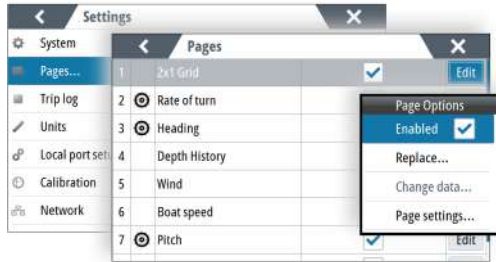 Settings
System
Pages...
Trip log
Units
Local port set
Calibration
Network
Pages
1 2x1 Grid Edit
2 Rate of turn
3 Heading
4 Depth History
5 Wind
6 Boat speed
7 Pitch Edit
Page Options
Enabled
Replace...
Change data...
Page settings...